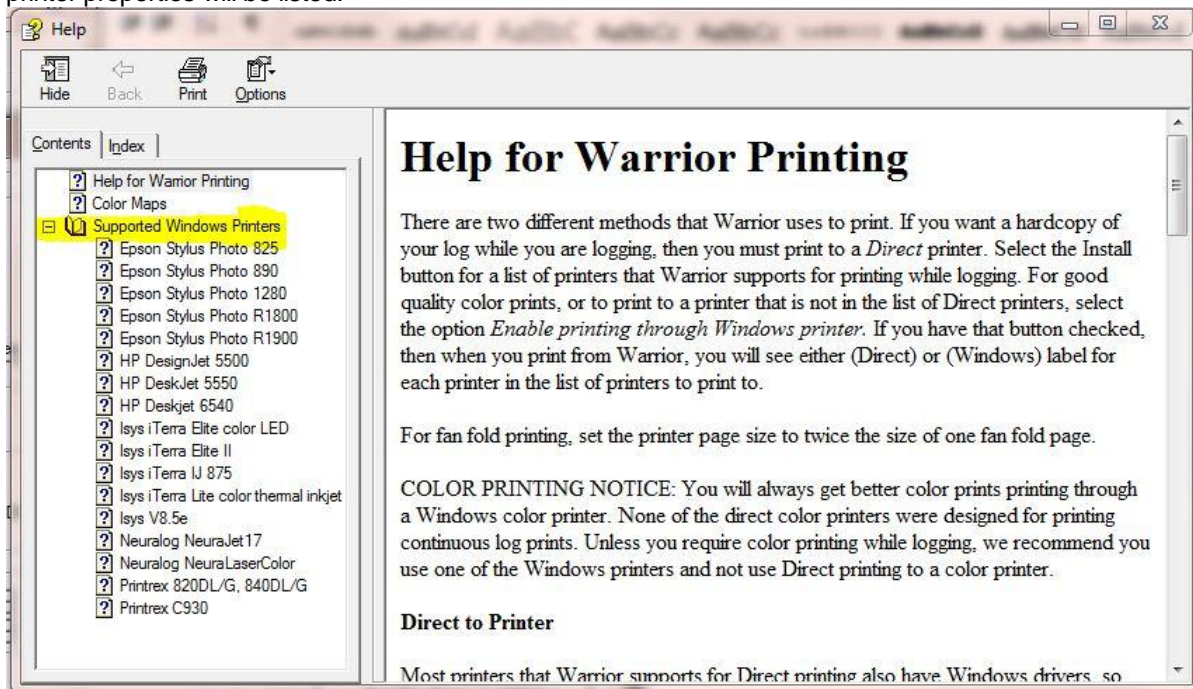 printer properties will be listed.
Help
Hide Back Print Options
Contents Index
Help for Warrior Printing
Color Maps
Supported Windows Printers
Epson Stylus Photo 825
Epson Stylus Photo 890
Epson Stylus Photo 1280
Epson Stylus Photo R1800
Epson Stylus Photo R1900
HP DesignJet 5500
HP DeskJet 5550
HP Deskjet 6540
Isys iTerra Elite color LED
Isys iTerra Elite II
Isys iTerra IJ 875
Isys iTerra Lite color thermal inkjet
Isys V8.5e
Neuralog NeuraJet17
Neuralog NeuraLaserColor
Printrex 820DL/G, 840DL/G
Printrex C930
Help for Warrior Printing
There are two different methods that Warrior uses to print. If you want a hardcopy of
your log while you are logging, then you must print to a Direct printer. Select the Install
button for a list of printers that Warrior supports for printing while logging. For good
quality color prints, or to print to a printer that is not in the list of Direct printers, select
the option Enable printing through Windows printer. If you have that button checked,
then when you print from Warrior, you will see either (Direct) or (Windows) label for
each printer in the list of printers to print to.
For fan fold printing, set the printer page size to twice the size of one fan fold page.
COLOR PRINTING NOTICE: You will always get better color prints printing through
a Windows color printer. None of the direct color printers were designed for printing
continuous log prints. Unless you require color printing while logging, we recommend you
use one of the Windows printers and not use Direct printing to a color printer.
Direct to Printer
Most printers that Warrior supports for Direct printing also have Windows drivers, so